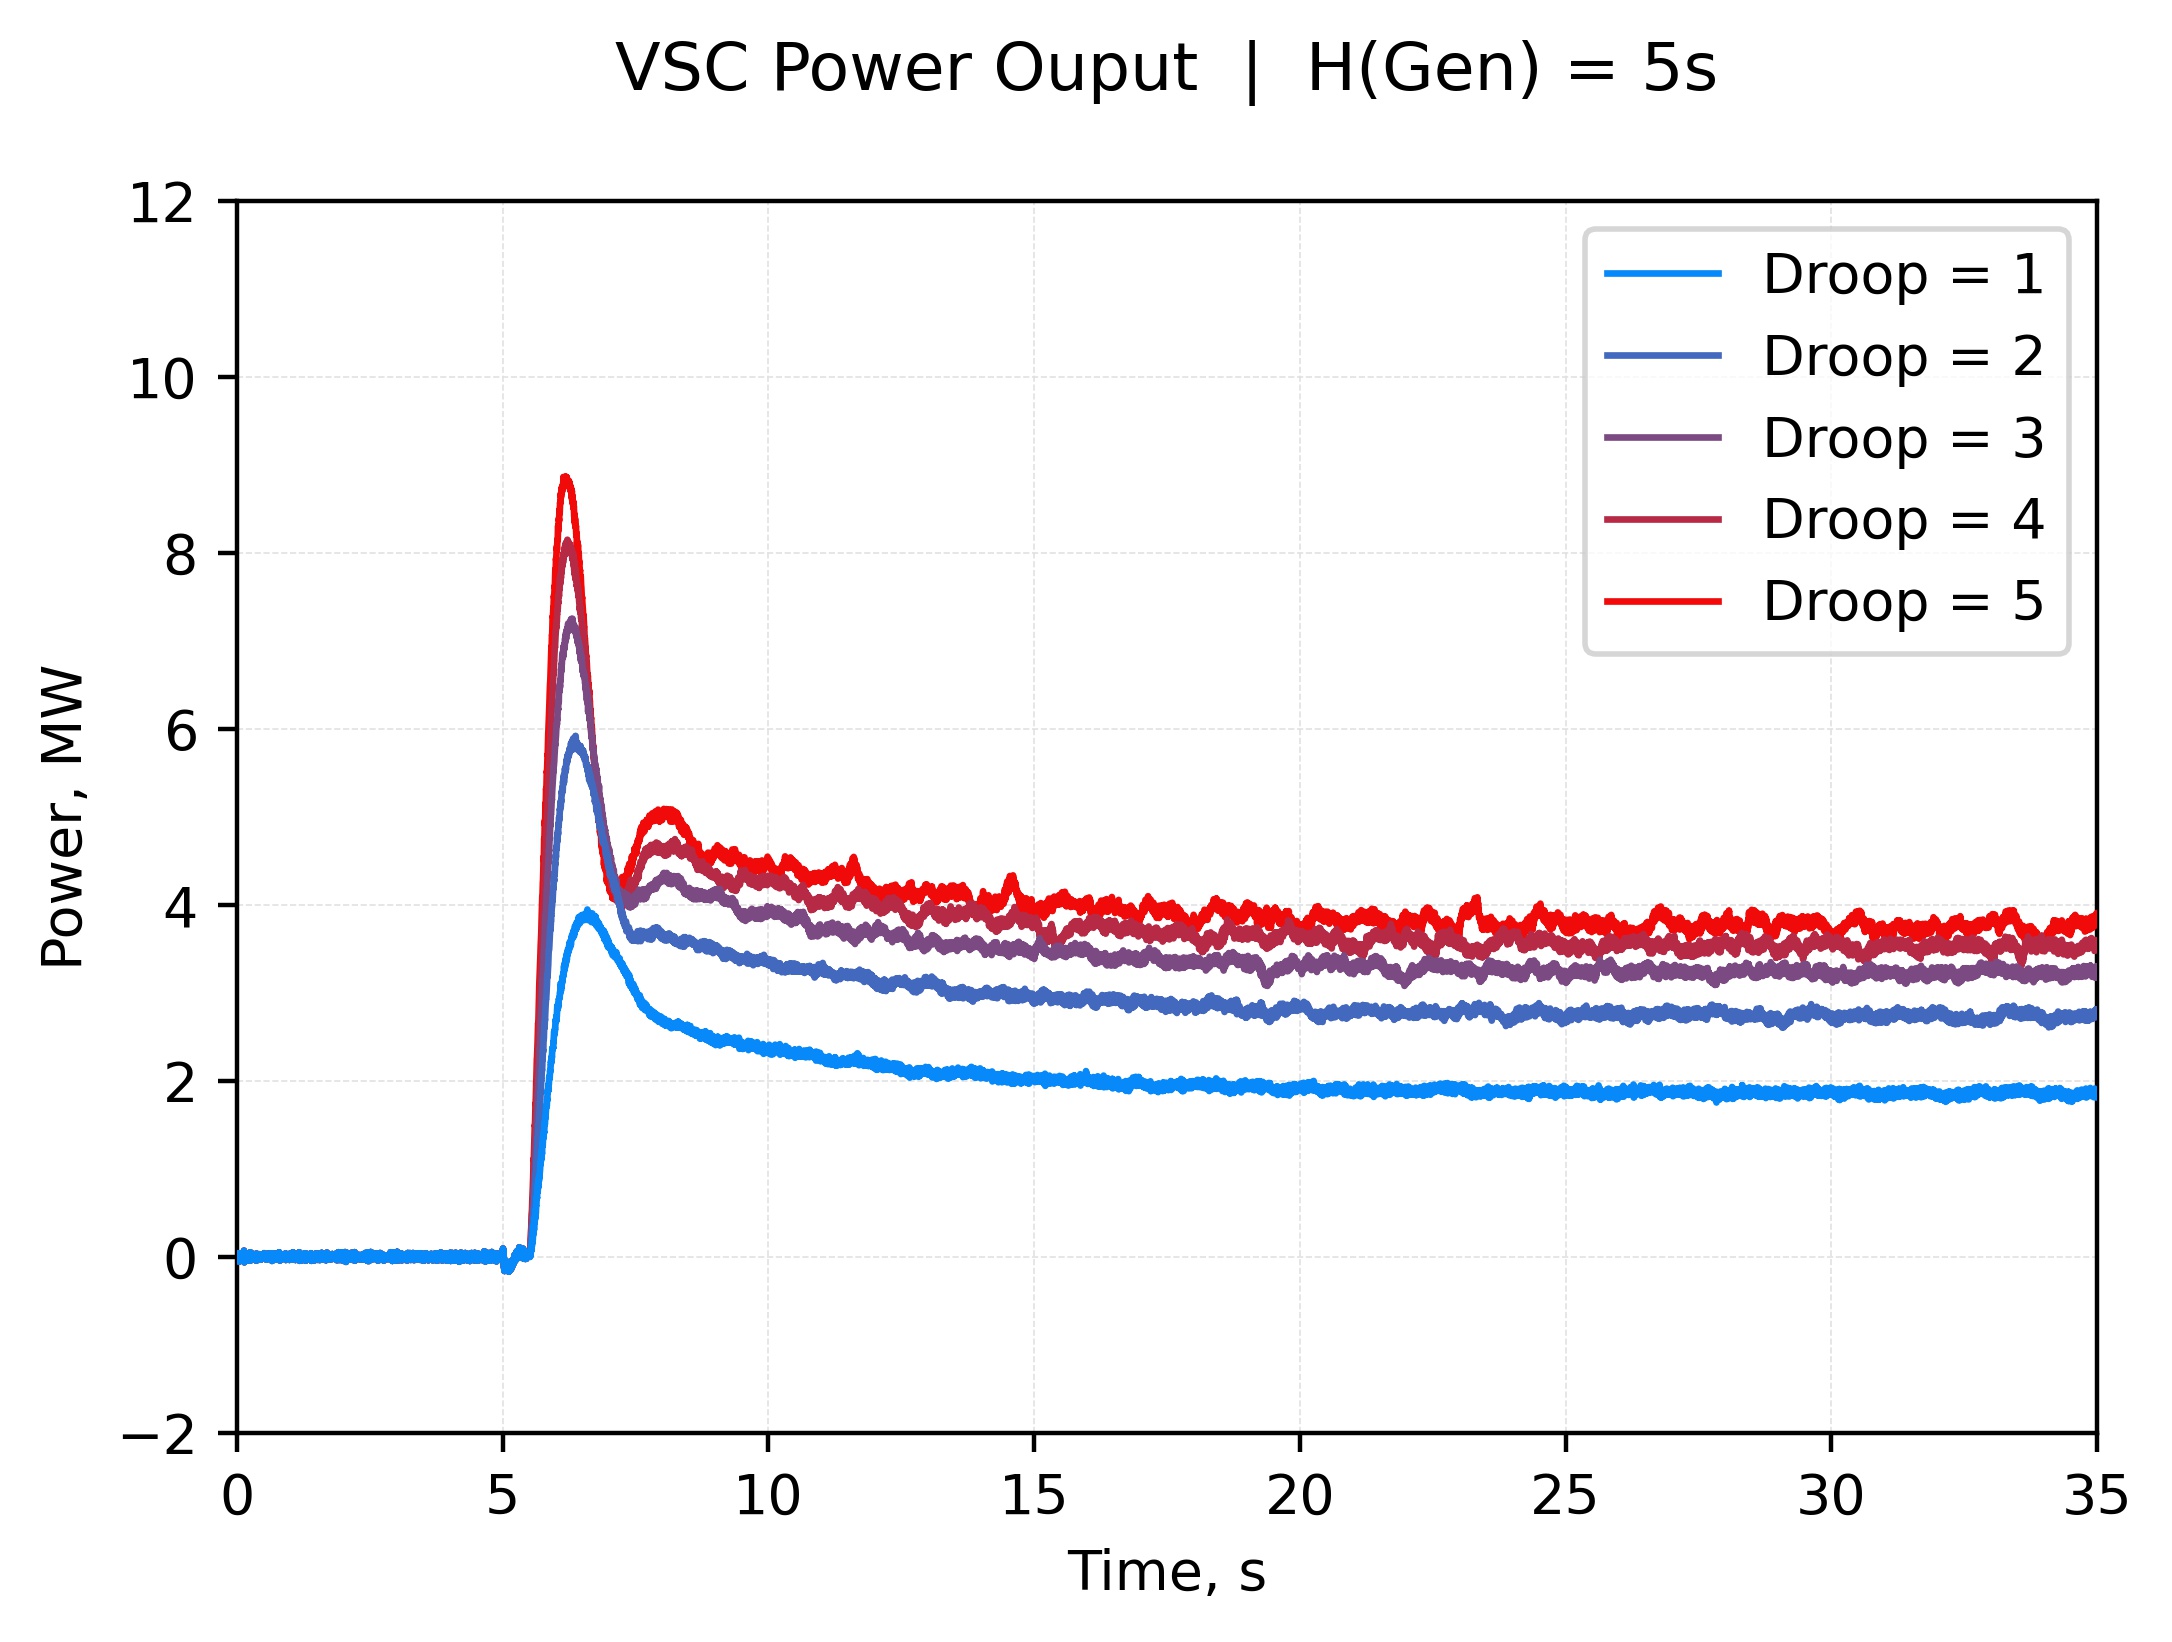 VSC Power Ouput | H(Gen) = 5s
12
10
8
6
4
2
0
−2
Power, MW
Droop = 1
Droop = 2
Droop = 3
Droop = 4
Droop = 5
0 5 10 15 20 25 30 35
Time, s